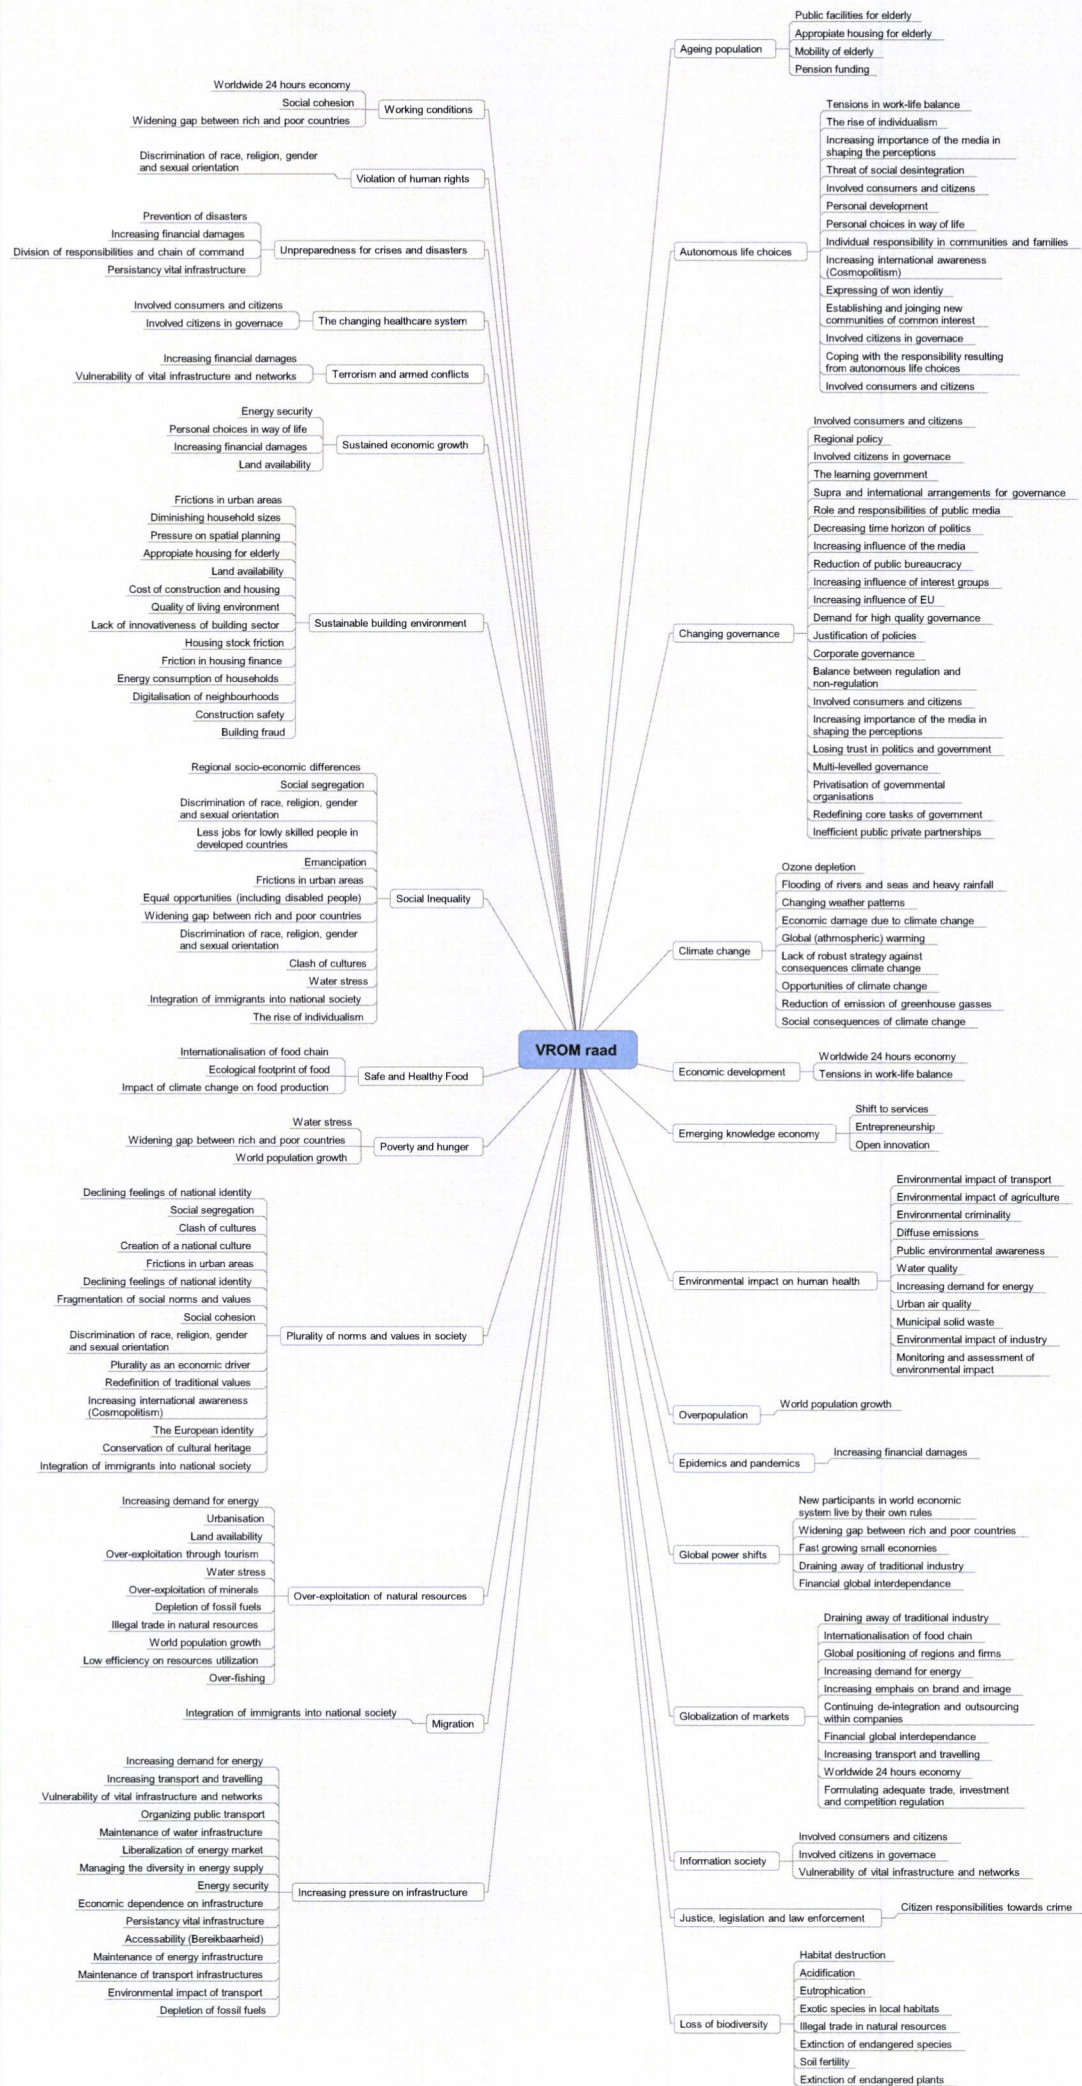 VROM raad
Working conditions
Worldwide 24 hours economy
Social cohesion
Widening gap between rich and poor countries
Violation of human rights
Discrimination of race, religion, gender
and sexual orientation
Unpreparedness for crises and disasters
Prevention of disasters
Increasing financial damages
Division of responsibilities and chain of command
Persistancy vital infrastructure
The changing healthcare system
Involved consumers and citizens
Involved citizens in governace
Terrorism and armed conflicts
Increasing financial damages
Vulnerability of vital infrastructure and networks
Sustained economic growth
Energy security
Personal choices in way of life
Increasing financial damages
Land availability
Sustainable building environment
Frictions in urban areas
Diminishing household sizes
Pressure on spatial planning
Appropiate housing for elderly
Land availability
Cost of construction and housing
Quality of living environment
Lack of innovativeness of building sector
Housing stock friction
Friction in housing finance
Energy consumption of households
Digitalisation of neighbourhoods
Construction safety
Building fraud
Social Inequality
Regional socio-economic differences
Social segregation
Discrimination of race, religion, gender
and sexual orientation
Less jobs for lowly skilled people in
developed countries
Emancipation
Frictions in urban areas
Equal opportunities (including disabled people)
Widening gap between rich and poor countries
Discrimination of race, religion, gender
and sexual orientation
Clash of cultures
Water stress
Integration of immigrants into national society
The rise of individualism
Safe and Healthy Food
Internationalisation of food chain
Ecological footprint of food
Impact of climate change on food production
Poverty and hunger
Water stress
Widening gap between rich and poor countries
World population growth
Plurality of norms and values in society
Declining feelings of national identity
Social segregation
Clash of cultures
Creation of a national culture
Frictions in urban areas
Declining feelings of national identity
Fragmentation of social norms and values
Social cohesion
Discrimination of race, religion, gender
and sexual orientation
Plurality as an economic driver
Redefinition of traditional values
Increasing international awareness
(Cosmopolitism)
The European identity
Conservation of cultural heritage
Integration of immigrants into national society
Over-exploitation of natural resources
Increasing demand for energy
Urbanisation
Land availability
Over-exploitation through tourism
Water stress
Over-exploitation of minerals
Depletion of fossil fuels
Illegal trade in natural resources
World population growth
Low efficiency on resources utilization
Over-fishing
Migration
Integration of immigrants into national society
Increasing pressure on infrastructure
Increasing demand for energy
Increasing transport and travelling
Vulnerability of vital infrastructure and networks
Organizing public transport
Maintenance of water infrastructure
Liberalization of energy market
Managing the diversity in energy supply
Energy security
Economic dependence on infrastructure
Persistancy vital infrastructure
Accessability (Bereikbaarheid)
Maintenance of energy infrastructure
Maintenance of transport infrastructures
Environmental impact of transport
Depletion of fossil fuels
Ageing population
Public facilities for elderly
Appropiate housing for elderly
Mobility of elderly
Pension funding
Autonomous life choices
Tensions in work-life balance
The rise of individualism
Increasing importance of the media in
shaping the perceptions
Threat of social desintegration
Involved consumers and citizens
Personal development
Personal choices in way of life
Individual responsibility in communities and families
Increasing international awareness
(Cosmopolitism)
Expressing of won identiy
Establishing and joinging new
communities of common interest
Involved citizens in governace
Coping with the responsibility resulting
from autonomous life choices
Involved consumers and citizens
Changing governance
Involved consumers and citizens
Regional policy
Involved citizens in governace
The learning government
Supra and international arrangements for governance
Role and responsibilities of public media
Decreasing time horizon of politics
Increasing influence of the media
Reduction of public bureaucracy
Increasing influence of interest groups
Increasing influence of EU
Demand for high quality governance
Justification of policies
Corporate governance
Balance between regulation and
non-regulation
Involved consumers and citizens
Increasing importance of the media in
shaping the perceptions
Losing trust in politics and government
Multi-levelled governance
Privatisation of governmental
organisations
Redefining core tasks of government
Inefficient public private partnerships
Climate change
Ozone depletion
Flooding of rivers and seas and heavy rainfall
Changing weather patterns
Economic damage due to climate change
Global (athmospheric) warming
Lack of robust strategy against
consequences climate change
Opportunities of climate change
Reduction of emission of greenhouse gasses
Social consequences of climate change
Economic development
Worldwide 24 hours economy
Tensions in work-life balance
Emerging knowledge economy
Shift to services
Entrepreneurship
Open innovation
Environmental impact on human health
Environmental impact of transport
Environmental impact of agriculture
Environmental criminality
Diffuse emissions
Public environmental awareness
Water quality
Increasing demand for energy
Urban air quality
Municipal solid waste
Environmental impact of industry
Monitoring and assessment of
environmental impact
Overpopulation
World population growth
Epidemics and pandemics
Increasing financial damages
Global power shifts
New participants in world economic
system live by their own rules
Widening gap between rich and poor countries
Fast growing small economies
Draining away of traditional industry
Financial global interdependance
Globalization of markets
Draining away of traditional industry
Internationalisation of food chain
Global positioning of regions and firms
Increasing demand for energy
Increasing emphais on brand and image
Continuing de-integration and outsourcing
within companies
Financial global interdependance
Increasing transport and travelling
Worldwide 24 hours economy
Formulating adequate trade, investment
and competition regulation
Information society
Involved consumers and citizens
Involved citizens in governace
Vulnerability of vital infrastructure and networks
Justice, legislation and law enforcement
Citizen responsibilities towards crime
Loss of biodiversity
Habitat destruction
Acidification
Eutrophication
Exotic species in local habitats
Illegal trade in natural resources
Extinction of endangered species
Soil fertility
Extinction of endangered plants